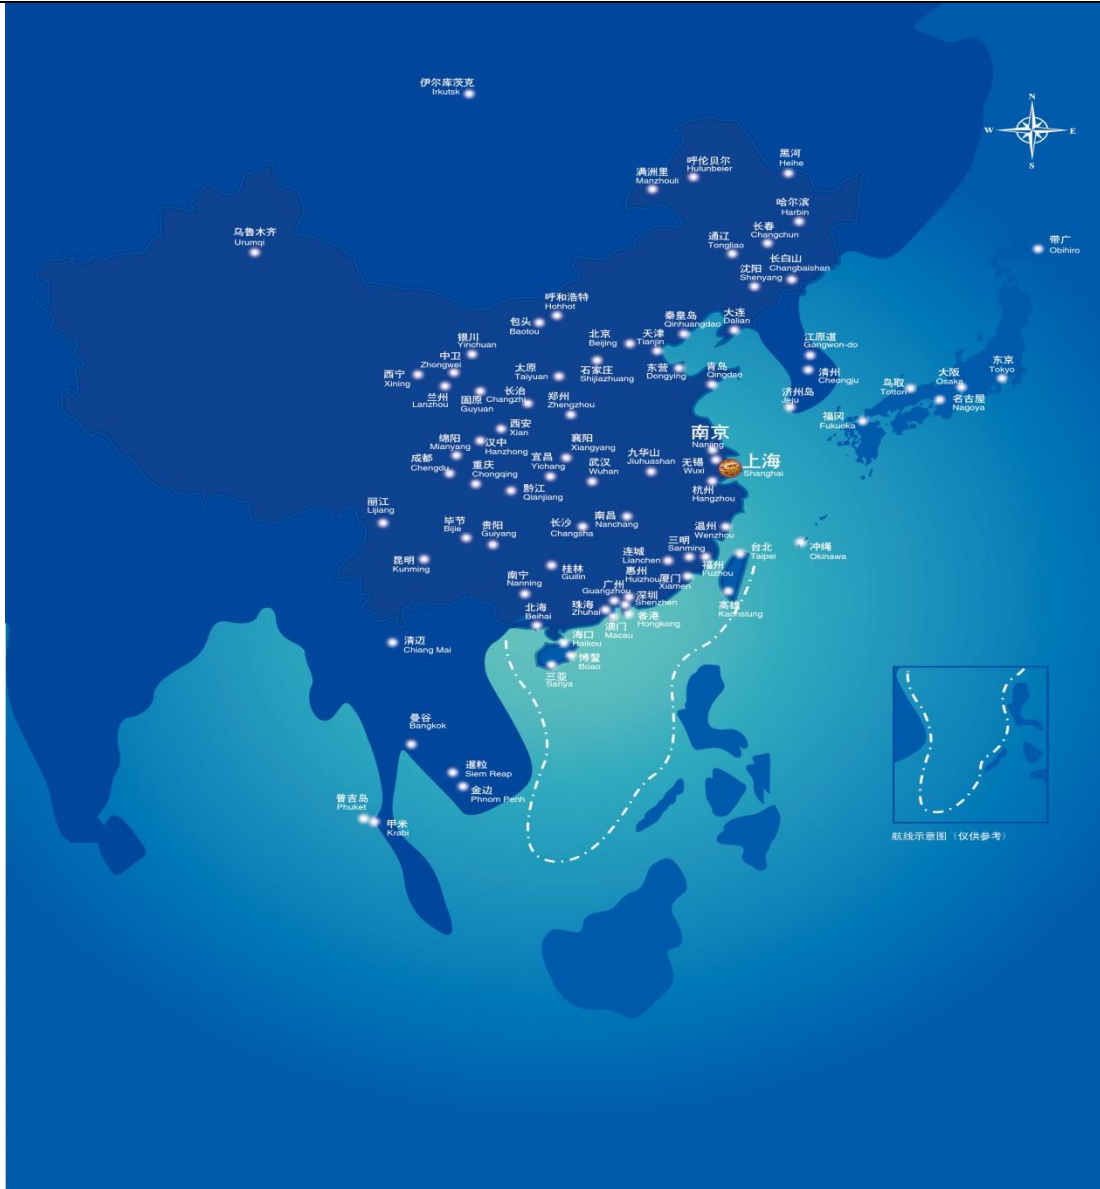 伊尔库茨克
Irkutsk
N
W
E
S
满洲里
Manzhouli
呼伦贝尔
Hulunbeier
黑河
Heihe
哈尔滨
Harbin
长春
Changchun
通辽
Tongliao
长白山
Changbaishan
沈阳
Shenyang
乌鲁木齐
Urumqi
带广
Obihiro
呼和浩特
Hohhot
包头
Baotou
秦皇岛
Qinhuangdao
大连
Dalian
北京
Beijing
天津
Tianjin
银川
Yinchuan
中卫
Zhongwei
西宁
Xining
兰州
Lanzhou
固原
Guyuan
太原
Taiyuan
长治
Changzhi
石家庄
Shijiazhuang
东营
Dongying
青岛
Qingdao
郑州
Zhengzhou
江原道
Gangwon-do
清州
Cheongju
济州岛
Jeju
鸟取
Tottori
大阪
Osaka
东京
Tokyo
名古屋
Nagoya
福冈
Fukuoka
西安
Xian
绵阳
Mianyang
汉中
Hanzhong
成都
Chengdu
重庆
Chongqing
襄阳
Xiangyang
宜昌
Yichang
武汉
Wuhan
九华山
Jiuhuashan
南京
Nanjing
无锡
Wuxi
上海
Shanghai
杭州
Hangzhou
黔江
Qianjiang
丽江
Lijiang
毕节
Bijie
贵阳
Guiyang
长沙
Changsha
南昌
Nanchang
温州
Wenzhou
三明
Sanming
连城
Lianchen
福州
Fuzhou
台北
Taipei
冲绳
Okinawa
昆明
Kunming
桂林
Guilin
惠州
Huizhou
厦门
Xiamen
南宁
Nanning
广州
Guangzhou
深圳
Shenzhen
高雄
Kaohsiung
北海
Beihai
珠海
Zhuhai
澳门
Macau
香港
Hongkong
清迈
Chiang Mai
海口
Haikou
博鳌
Boao
三亚
Sanya
曼谷
Bangkok
暹粒
Siem Reap
金边
Phnom Penh
普吉岛
Phuket
甲米
Krabi
航线示意图（仅供参考）